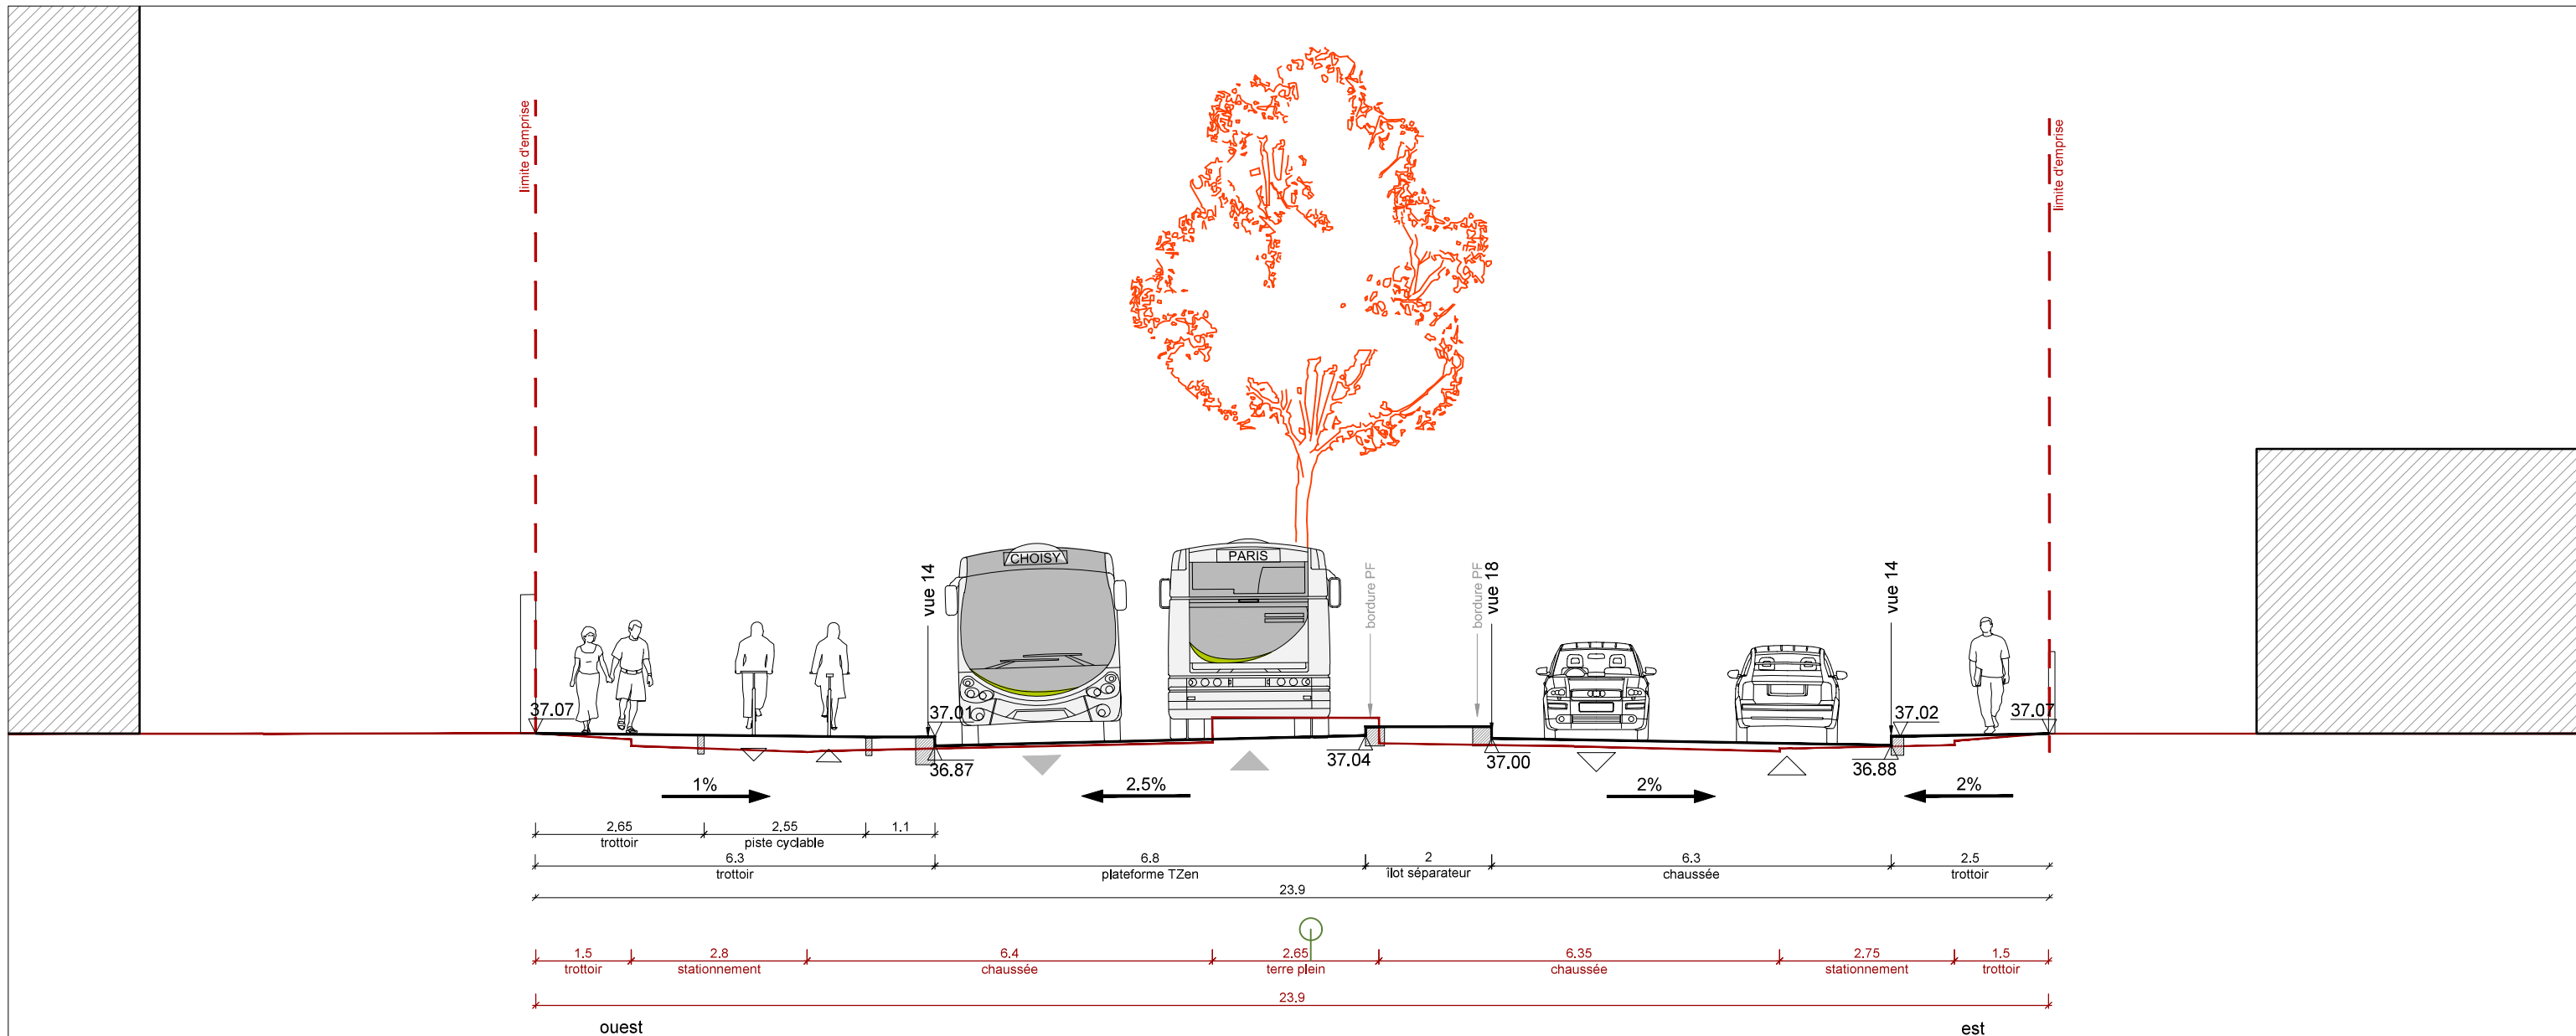 limite d'emprise
limite d'emprise
CHOISY
PARIS
vue 14
bordure PF
bordure PF
vue 18
vue 14
37.07
37.01
37.02
37.07
36.87
37.04
37.00
36.88
1%
2.5%
2%
2%
2.65
2.55
1.1
trottoir
piste cyclable
6.3
6.8
2
6.3
2.5
trottoir
plateforme TZen
îlot séparateur
chaussée
trottoir
23.9
1.5
2.8
6.4
2.65
6.35
2.75
1.5
trottoir
stationnement
chaussée
terre plein
chaussée
stationnement
trottoir
23.9
ouest
est